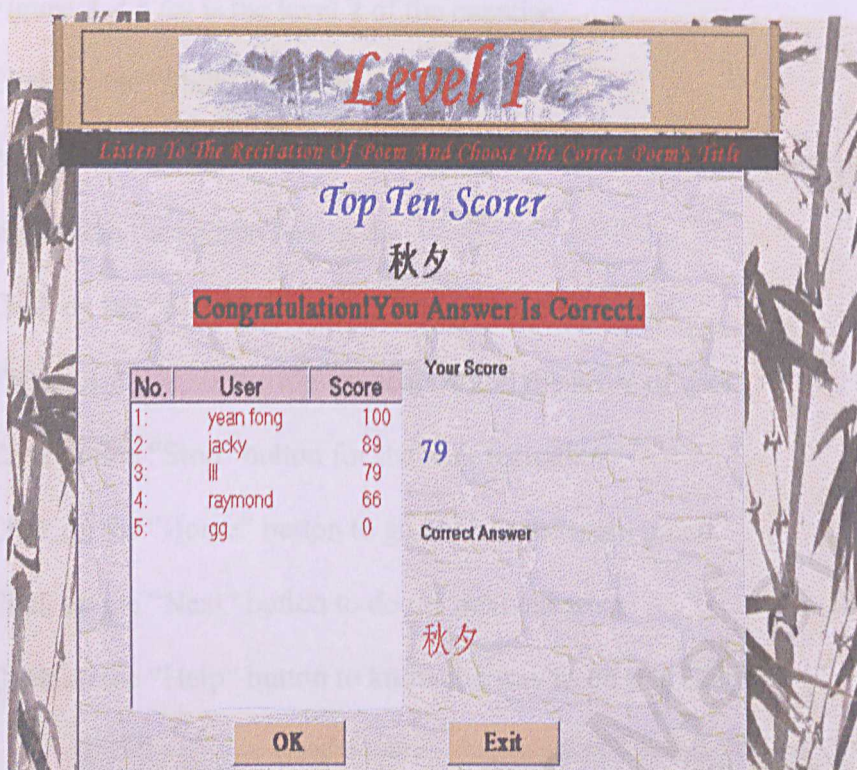 Level 1
Listen To The Recitation Of Poem And Choose The Correct Poem's Title
Top Ten Scorer
秋夕
Congratulation!You Answer Is Correct.
No. User Score
1: yean fong 100
2: jacky 89
3: lll 79
4: raymond 66
5: gg 0
Your Score
79
Correct Answer
秋夕
OK Exit